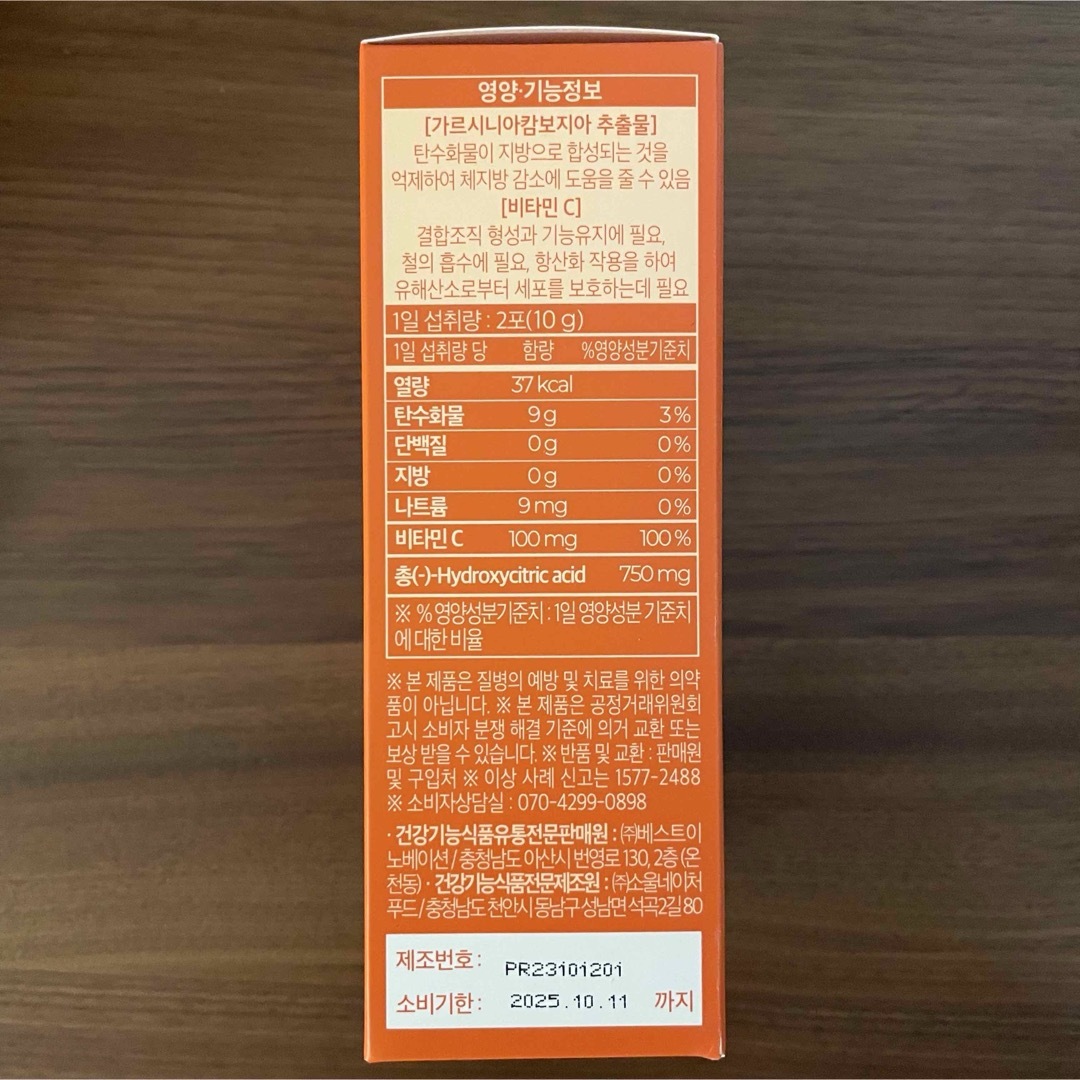 영양·기능정보
[가르시니아캄보지아 추출물]
탄수화물이 지방으로 합성되는 것을
억제하여 체지방 감소에 도움을 줄 수 있음
[비타민 C]
결합조직 형성과 기능유지에 필요,
철의 흡수에 필요, 항산화 작용을 하여
유해산소로부터 세포를 보호하는데 필요
1일 섭취량 : 2포(10 g)
1일 섭취량 당 함량 %영양성분기준치
열량 37 kcal
탄수화물 9 g 3 %
단백질 0 g 0 %
지방 0 g 0 %
나트륨 9 mg 0 %
비타민 C 100 mg 100 %
총(-)-Hydroxycitric acid 750 mg
※ % 영양성분기준치 : 1일 영양성분 기준치
에 대한 비율
※ 본 제품은 질병의 예방 및 치료를 위한 의약
품이 아닙니다. ※ 본 제품은 공정거래위원회
고시 소비자 분쟁 해결 기준에 의거 교환 또는
보상 받을 수 있습니다. ※ 반품 및 교환 : 판매원
및 구입처 ※ 이상 사례 신고는 1577-2488
※ 소비자상담실 : 070-4299-0898
· 건강기능식품유통전문판매원 : ㈜베스트이
노베이션 / 충청남도 아산시 번영로 130, 2층 (온
천동) · 건강기능식품전문제조원 : ㈜소울네이처
푸드 / 충청남도 천안시 동남구 성남면 석곡2길 80
제조번호 : PR23101201
소비기한 : 2025.10.11 까지